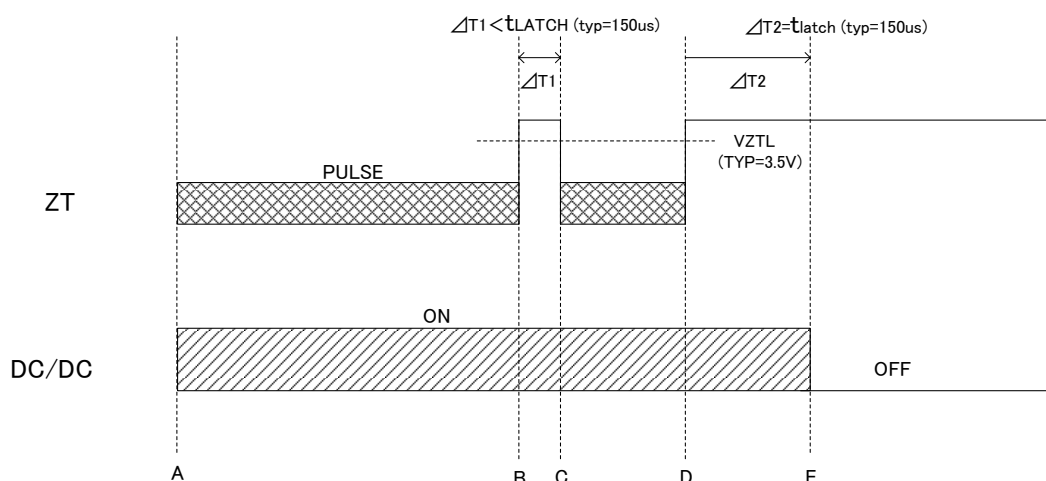 ⊿T1<tLATCH (typ=150us)
⊿T2=tlatch (typ=150us)
⊿T1
⊿T2
VZTL
(TYP=3.5V)
PULSE
ZT
ON
DC/DC
OFF
A
B
C
D